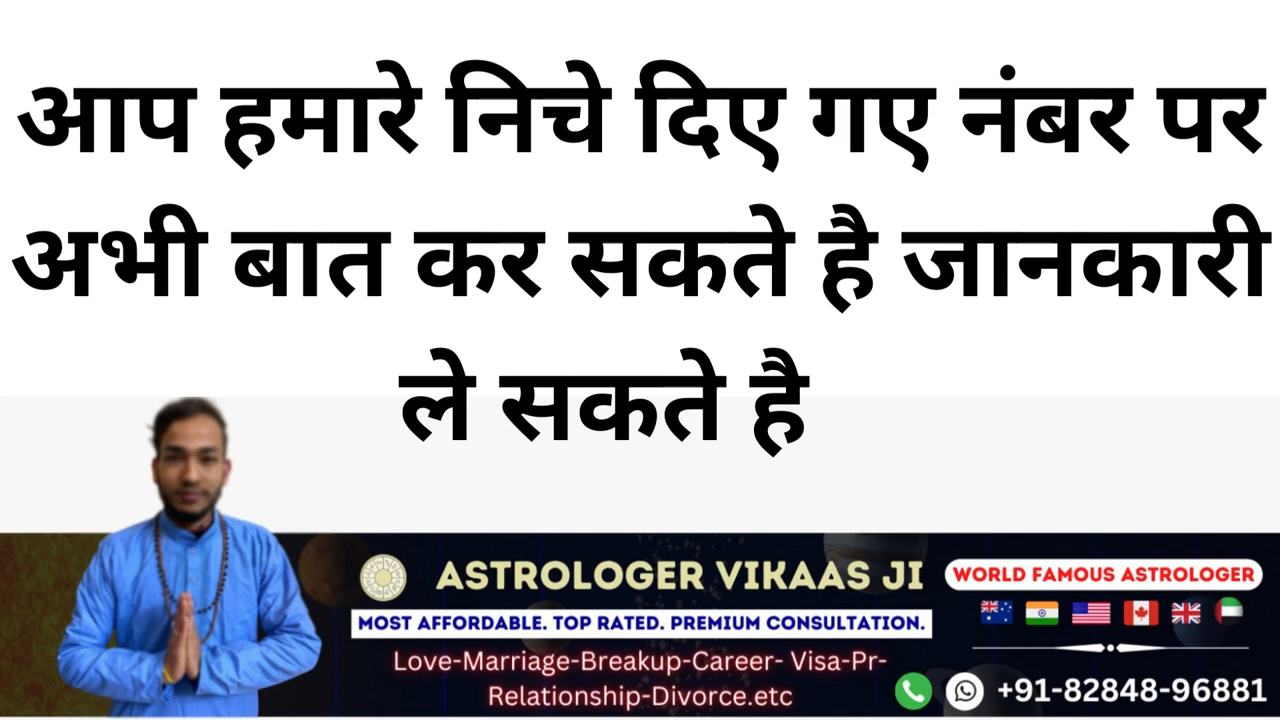 आप हमारे निचे दिए गए नंबर पर
अभी बात कर सकते है जानकारी
ले सकते है
ASTROLOGER VIKAAS JI
WORLD FAMOUS ASTROLOGER
MOST AFFORDABLE. TOP RATED. PREMIUM CONSULTATION.
Love-Marriage-Breakup-Career- Visa-Pr-
Relationship-Divorce.etc
+91-82848-96881